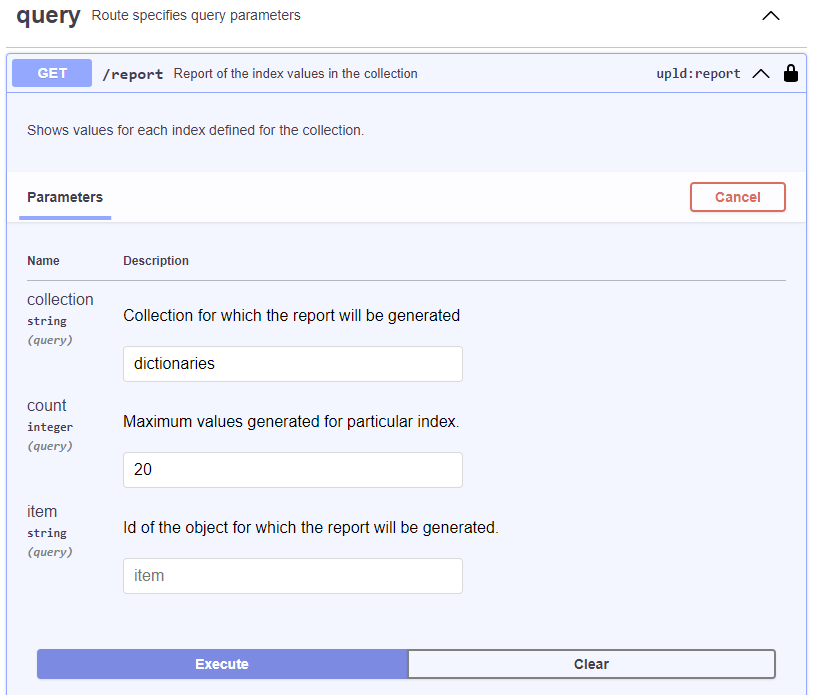 query Route specifies query parameters
GET /report Report of the index values in the collection upld:report
Shows values for each index defined for the collection.
Parameters Cancel
Name Description
collection
string
(query)
Collection for which the report will be generated
dictionaries
count
integer
(query)
Maximum values generated for particular index.
20
item
string
(query)
Id of the object for which the report will be generated.
item
Execute Clear